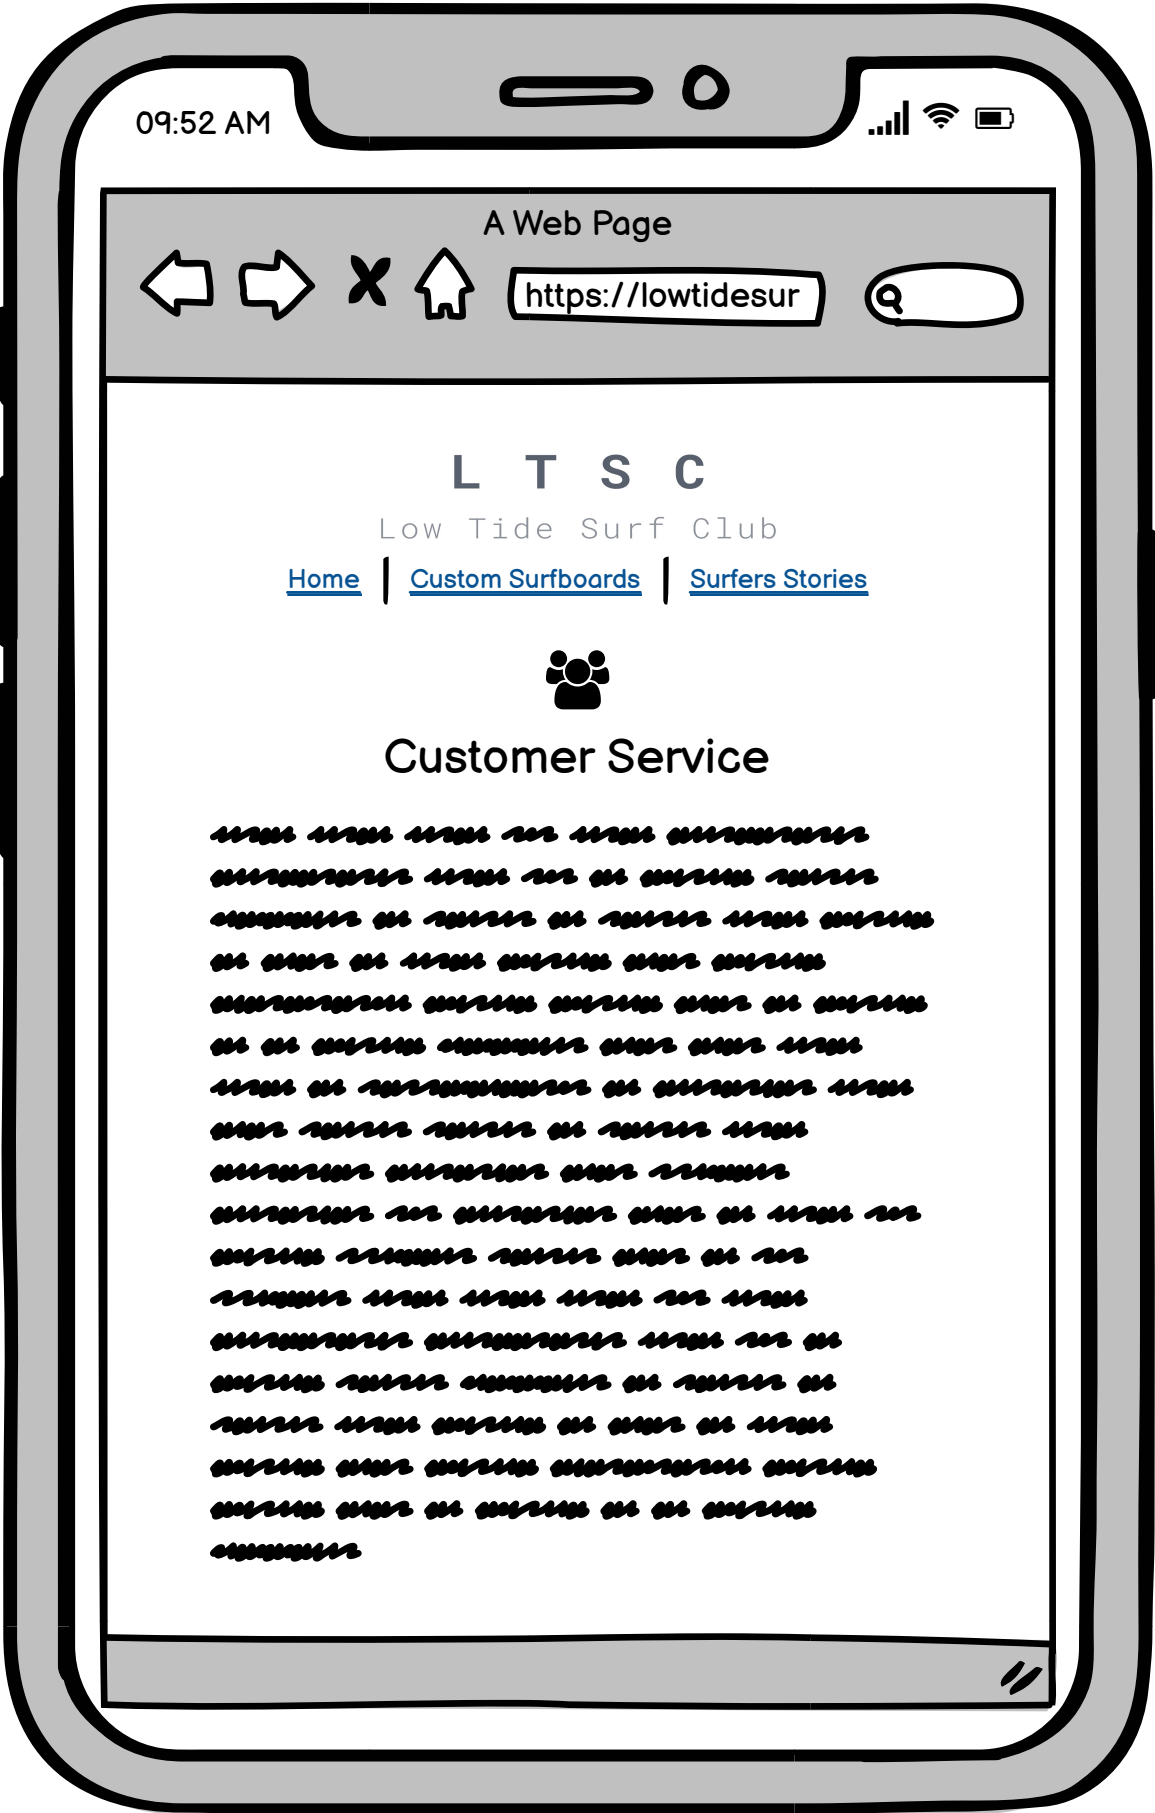 09:52 AM
A Web Page
https://lowtidesur
L T S C
Low Tide Surf Club
Home | Custom Surfboards | Surfers Stories
Customer Service